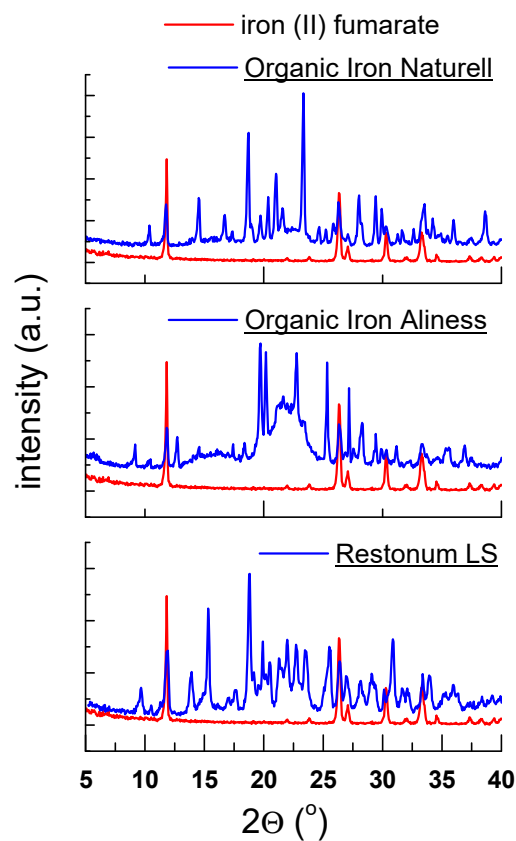 iron (II) fumarate
Organic Iron Naturell
Organic Iron Aliness
Restonum LS
intensity (a.u.)
5 10 15 20 25 30 35 40
2Θ (°)